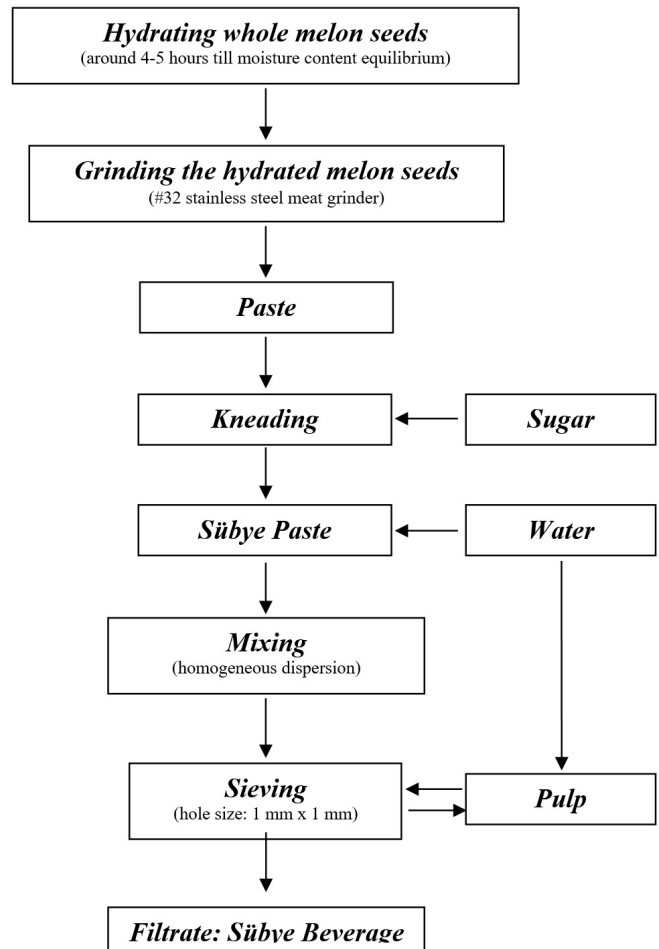 Hydrating whole melon seeds
(around 4-5 hours till moisture content equilibrium)
Grinding the hydrated melon seeds
(#32 stainless steel meat grinder)
Paste
Kneading
Sugar
Sübye Paste
Water
Mixing
(homogeneous dispersion)
Sieving
(hole size: 1 mm x 1 mm)
Pulp
Filtrate: Sübye Beverage